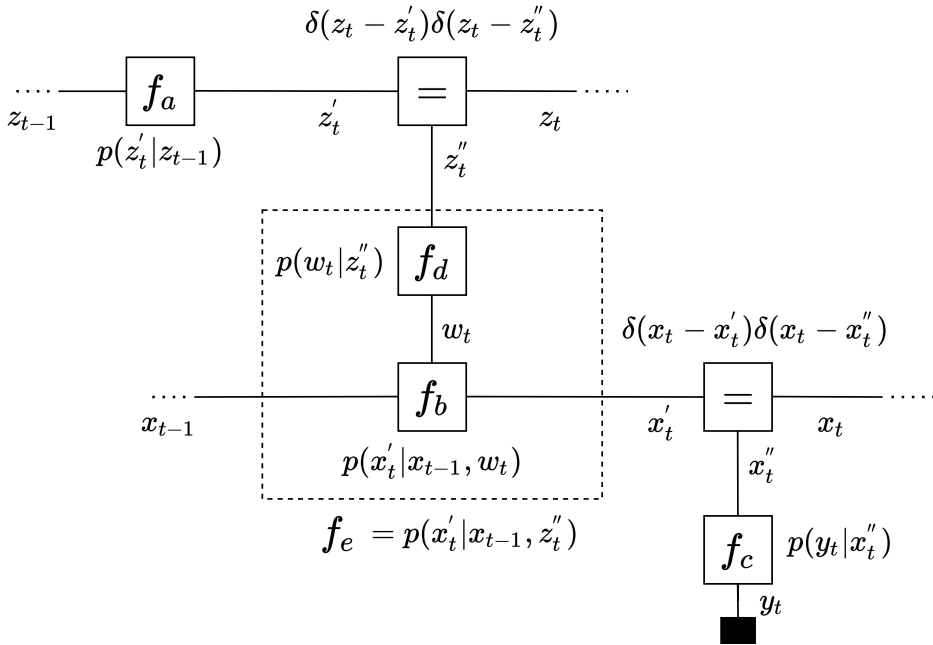 δ(z_t − z_t^')δ(z_t − z_t^'')
f_a
=
z_{t−1}
z_t^'
z_t
p(z_t^'|z_{t−1})
z_t^''
p(w_t|z_t^'')
f_d
w_t
δ(x_t − x_t^')δ(x_t − x_t^'')
f_b
=
x_{t−1}
x_t^'
x_t
p(x_t^'|x_{t−1}, w_t)
x_t^''
f_e = p(x_t^'|x_{t−1}, z_t^'')
f_c
p(y_t|x_t^'')
y_t